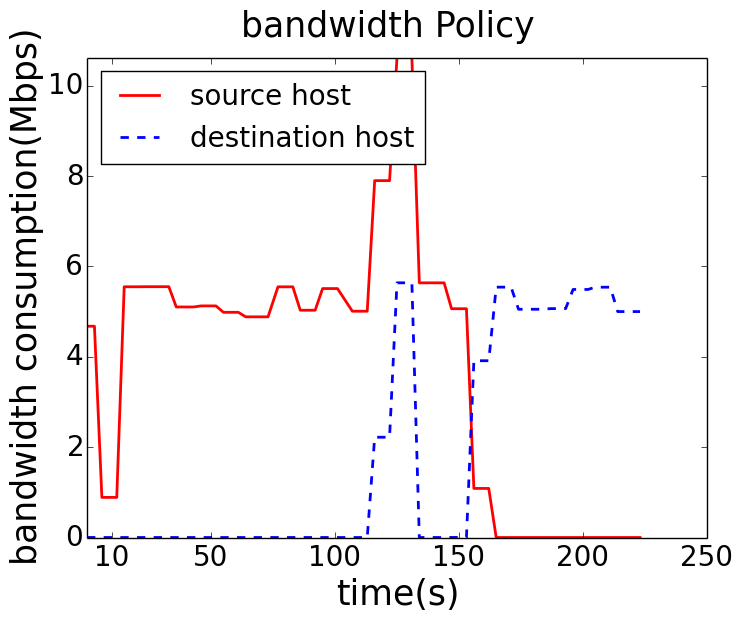 bandwidth Policy
bandwidth consumption(Mbps)
10
8
6
4
2
0
source host
destination host
10 50 100 150 200 250
time(s)